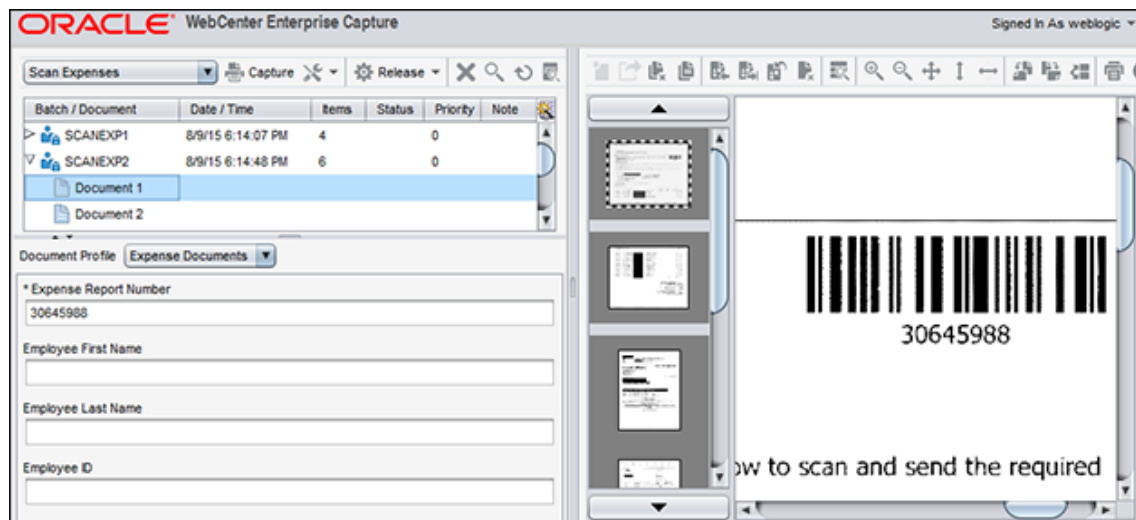 ORACLE WebCenter Enterprise Capture
Signed In As weblogic
Scan Expenses Capture Release
Batch / Document Date / Time Items Status Priority Note
SCANEXP1 8/9/15 6:14:07 PM 4 0
SCANEXP2 8/9/15 6:14:48 PM 6 0
Document 1
Document 2
Document Profile Expense Documents
* Expense Report Number
30645988
Employee First Name
Employee Last Name
Employee ID
30645988
ow to scan and send the required